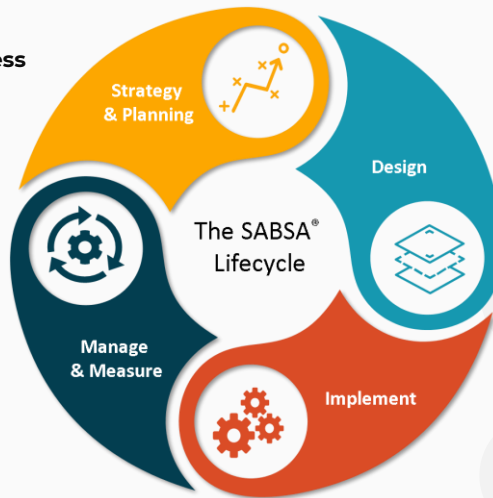 ess
Strategy
& Planning
Design
The SABSA®
Lifecycle
Manage
& Measure
Implement